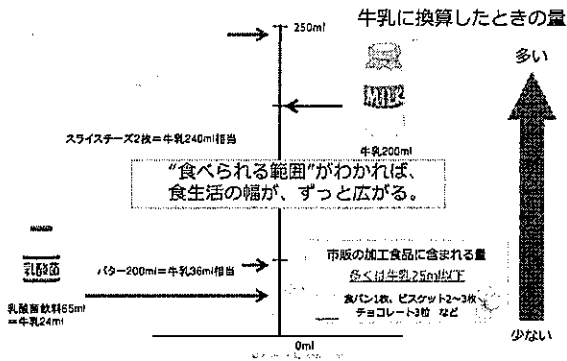 牛乳に換算したときの量
250ml
多い
MILK
牛乳200ml
スライスチーズ2枚=牛乳240ml相当
"食べられる範囲"がわかれば、
食生活の幅が、ずっと広がる。
乳酸菌
バター200ml=牛乳36ml相当
乳酸菌飲料65ml
=牛乳24ml
市販の加工食品に含まれる量
多くは牛乳25ml以下
食パン1枚、ビスケット2〜3枚、
チョコレート3粒 など
少ない
0ml